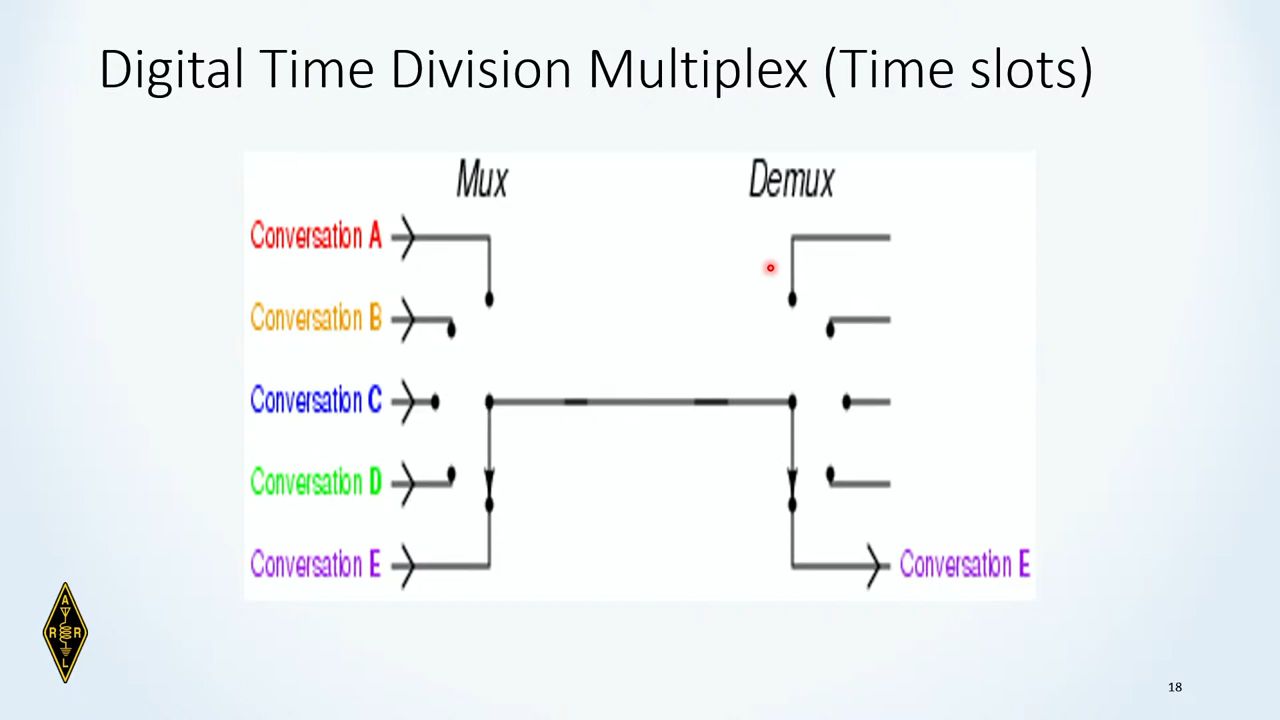 Digital Time Division Multiplex (Time slots)
Mux
Demux
Conversation A
Conversation B
Conversation C
Conversation D
Conversation E
Conversation E
A
R R
L
18